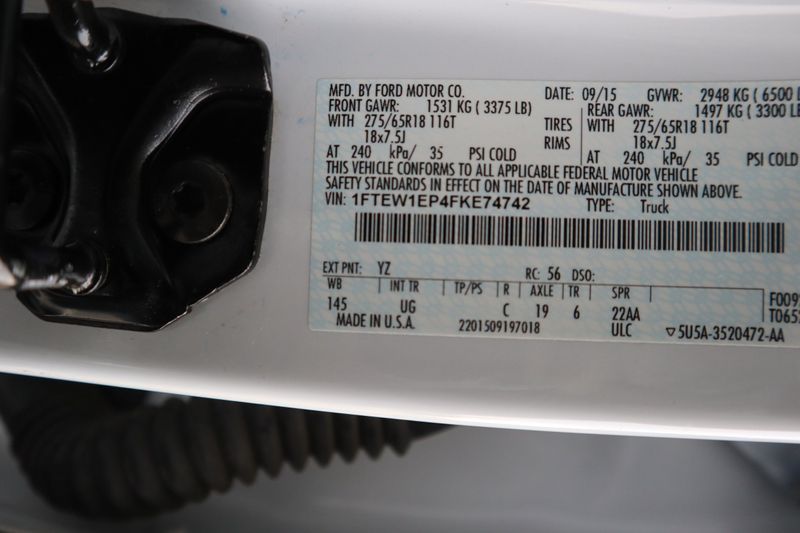 MFD. BY FORD MOTOR CO. DATE: 09/15 GVWR: 2948 KG ( 6500
FRONT GAWR: 1531 KG ( 3375 LB) REAR GAWR: 1497 KG ( 3300 LB
WITH 275/65R18 116T TIRES WITH 275/65R18 116T
18x7.5J RIMS 18x7.5J
AT 240 kPa/ 35 PSI COLD AT 240 kPa/ 35 PSI COLD
THIS VEHICLE CONFORMS TO ALL APPLICABLE FEDERAL MOTOR VEHICLE
SAFETY STANDARDS IN EFFECT ON THE DATE OF MANUFACTURE SHOWN ABOVE.
VIN: 1FTEW1EP4FKE74742 TYPE: Truck
EXT PNT: YZ RC: 56 DSO:
WB INT TR TP/PS R AXLE TR SPR
145 UG C 19 6 22AA
F009
T065
MADE IN U.S.A. 2201509197018 ULC ▽5U5A-3520472-AA